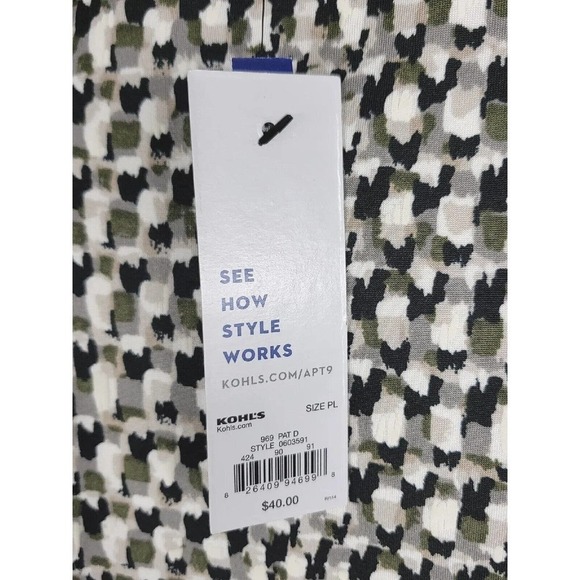 SEE
HOW
STYLE
WORKS
KOHLS.COM/APT9
KOHL'S SIZE PL
Kohls.com
969 PAT D
STYLE 0603591
424 90 91
8 26409 94699 8
$40.00